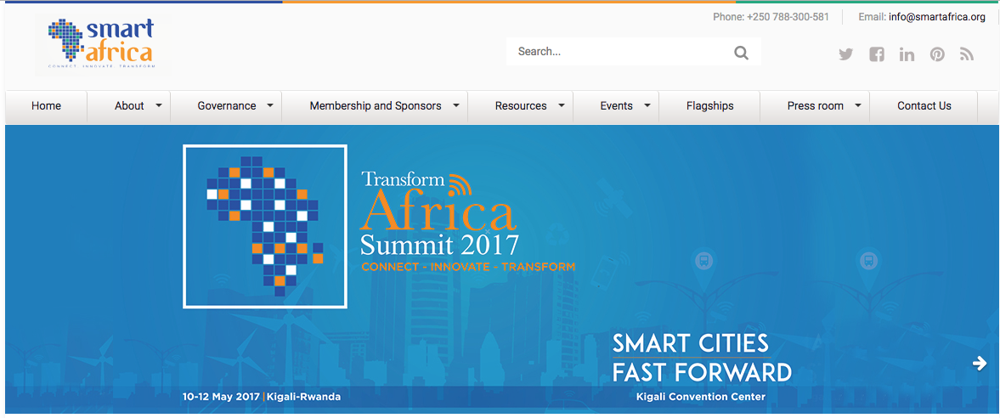 Phone: +250 788-300-581
Email: info@smartafrica.org
smart
africa
CONNECT INNOVATE TRANSFORM
Search...
Home
About
Governance
Membership and Sponsors
Resources
Events
Flagships
Press room
Contact Us
Transform
Africa
Summit 2017
CONNECT - INNOVATE - TRANSFORM
SMART CITIES
FAST FORWARD
10-12 May 2017 | Kigali-Rwanda
Kigali Convention Center